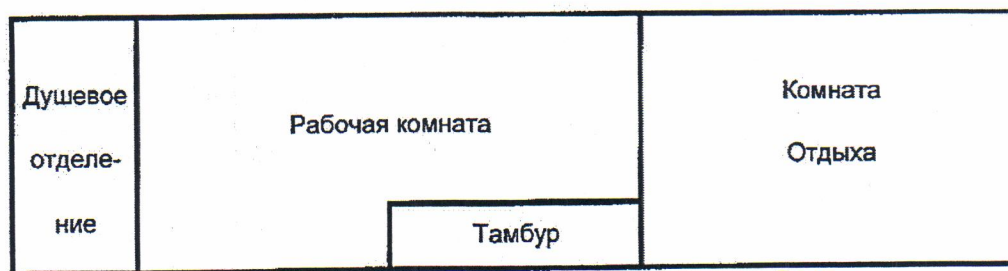 Душевое
отделе-
ние
Рабочая комната
Тамбур
Комната
Отдыха